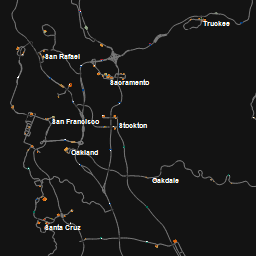 Truckee
San Rafael
Sacramento
San Francisco
Stockton
Oakland
Oakdale
Santa Cruz